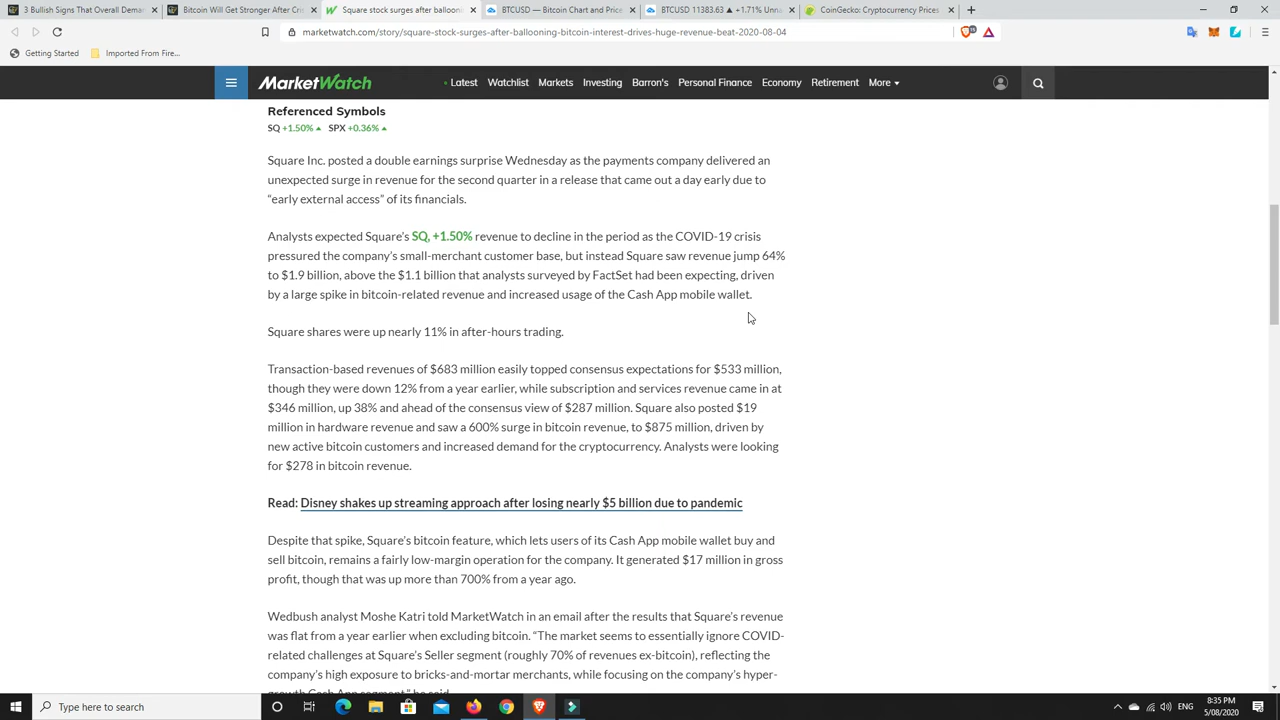 3 Bullish Signs That Overall Demand
Bitcoin Will Get Stronger After Cri
Square stock surges after ballooni
BTCUSD — Bitcoin Chart and Price
BTCUSD 11383.63 ▲ +1.71% Unna
CoinGecko: Cryptocurrency Prices
marketwatch.com/story/square-stock-surges-after-ballooning-bitcoin-interest-drives-huge-revenue-beat-2020-08-04
Getting Started
Imported From Fire...
MarketWatch
Latest Watchlist Markets Investing Barron's Personal Finance Economy Retirement More
Referenced Symbols
SQ +1.50% ▲ SPX +0.36% ▲
Square Inc. posted a double earnings surprise Wednesday as the payments company delivered an
unexpected surge in revenue for the second quarter in a release that came out a day early due to
“early external access” of its financials.
Analysts expected Square’s SQ, +1.50% revenue to decline in the period as the COVID-19 crisis
pressured the company’s small-merchant customer base, but instead Square saw revenue jump 64%
to $1.9 billion, above the $1.1 billion that analysts surveyed by FactSet had been expecting, driven
by a large spike in bitcoin-related revenue and increased usage of the Cash App mobile wallet.
Square shares were up nearly 11% in after-hours trading.
Transaction-based revenues of $683 million easily topped consensus expectations for $533 million,
though they were down 12% from a year earlier, while subscription and services revenue came in at
$346 million, up 38% and ahead of the consensus view of $287 million. Square also posted $19
million in hardware revenue and saw a 600% surge in bitcoin revenue, to $875 million, driven by
new active bitcoin customers and increased demand for the cryptocurrency. Analysts were looking
for $278 in bitcoin revenue.
Read: Disney shakes up streaming approach after losing nearly $5 billion due to pandemic
Despite that spike, Square’s bitcoin feature, which lets users of its Cash App mobile wallet buy and
sell bitcoin, remains a fairly low-margin operation for the company. It generated $17 million in gross
profit, though that was up more than 700% from a year ago.
Wedbush analyst Moshe Katri told MarketWatch in an email after the results that Square’s revenue
was flat from a year earlier when excluding bitcoin. “The market seems to essentially ignore COVID-
related challenges at Square’s Seller segment (roughly 70% of revenues ex-bitcoin), reflecting the
company’s high exposure to bricks-and-mortar merchants, while focusing on the company’s hyper-
growth Cash App segment,” he said.
Type here to search
ENG
8:35 PM
5/08/2020